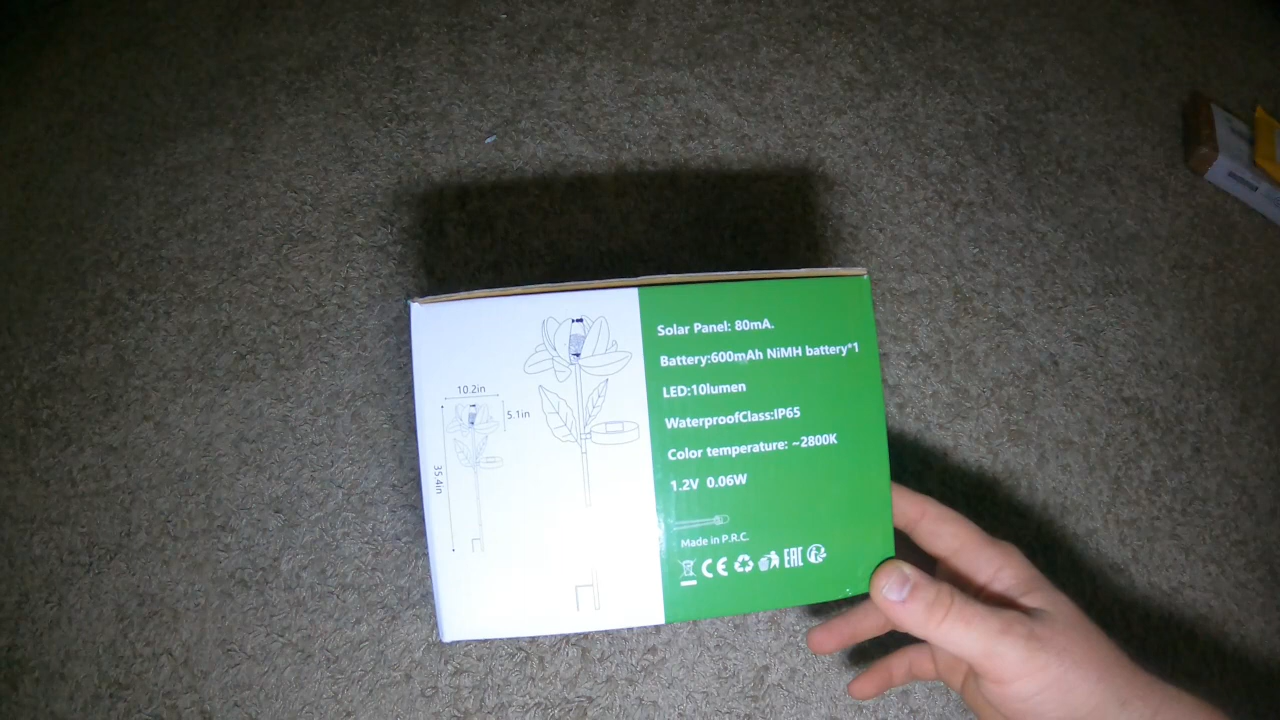 10.2in
5.1in
35.4in
Solar Panel: 80mA.
Battery:600mAh NiMH battery*1
LED:10lumen
WaterproofClass:IP65
Color temperature: ~2800K
1.2V 0.06W
Made in P.R.C.
CE EAC